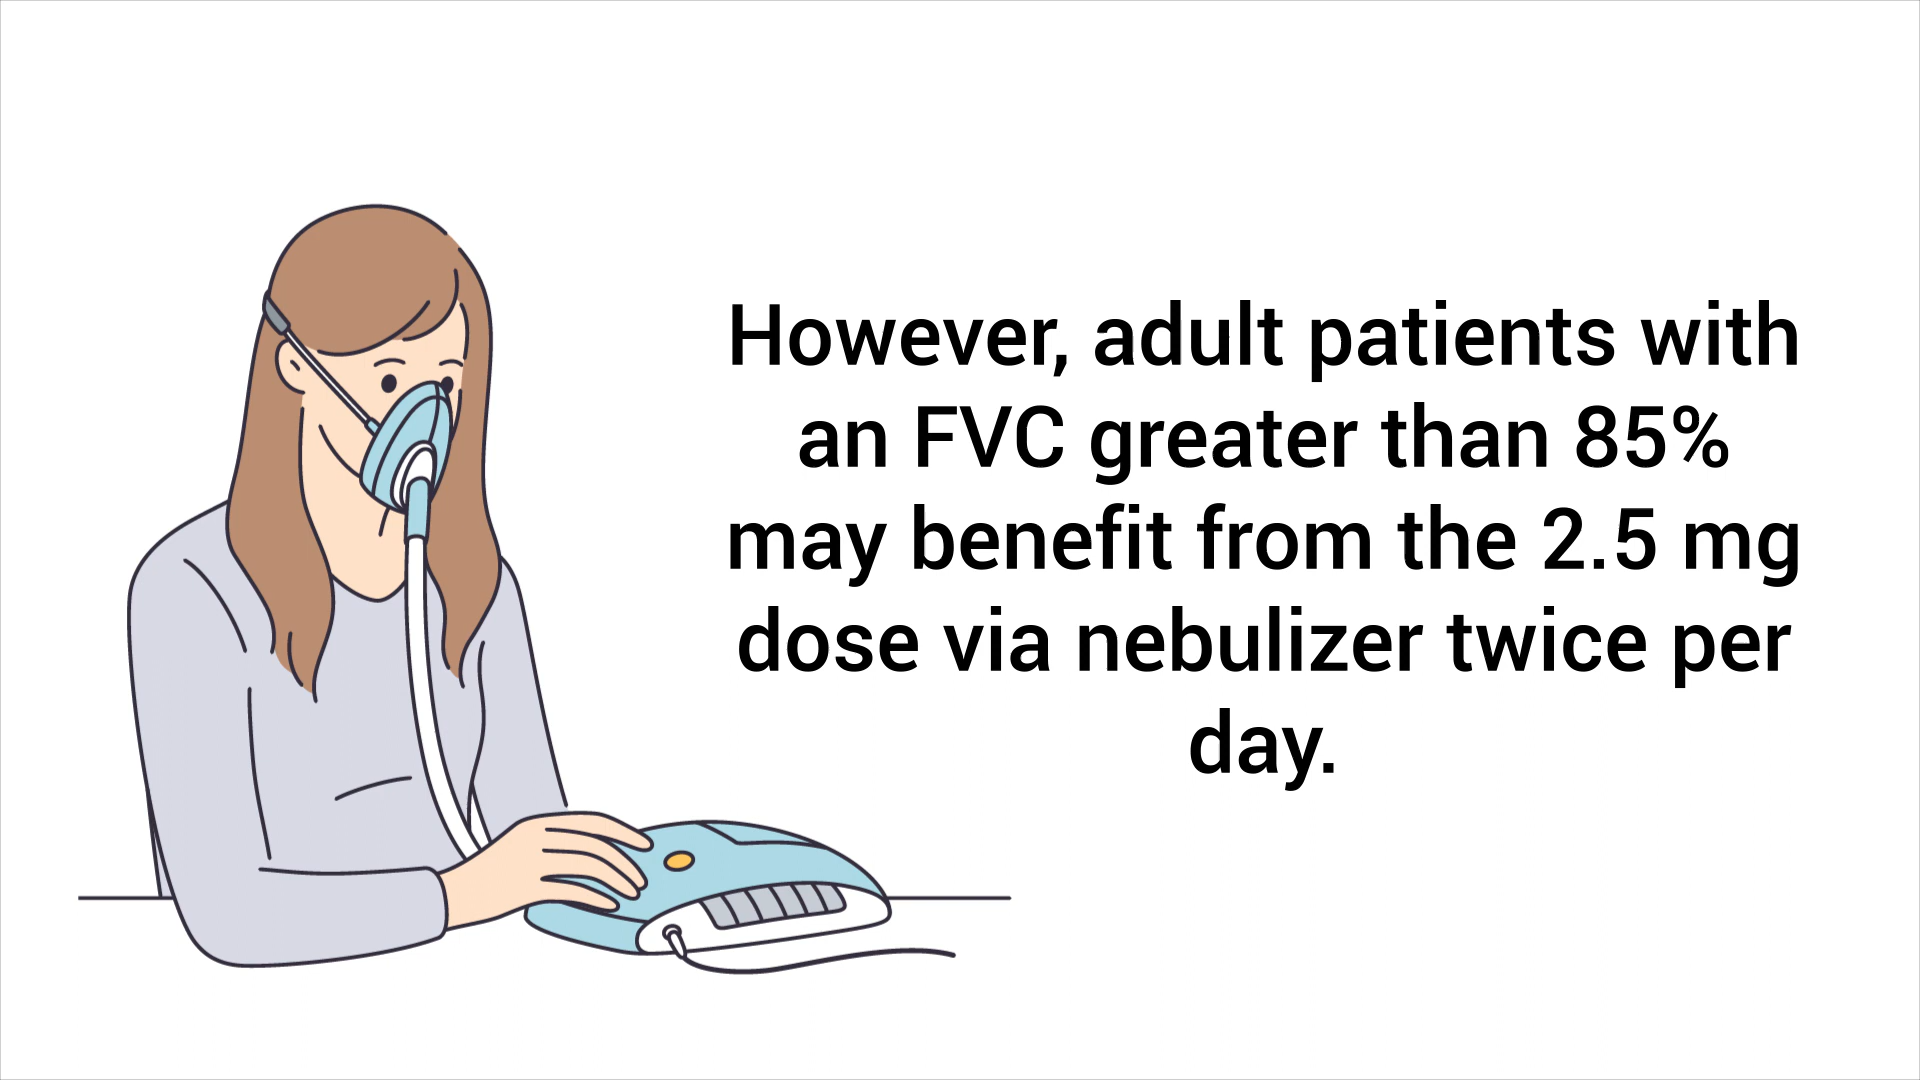 However, adult patients with
an FVC greater than 85%
may benefit from the 2.5 mg
dose via nebulizer twice per
day.